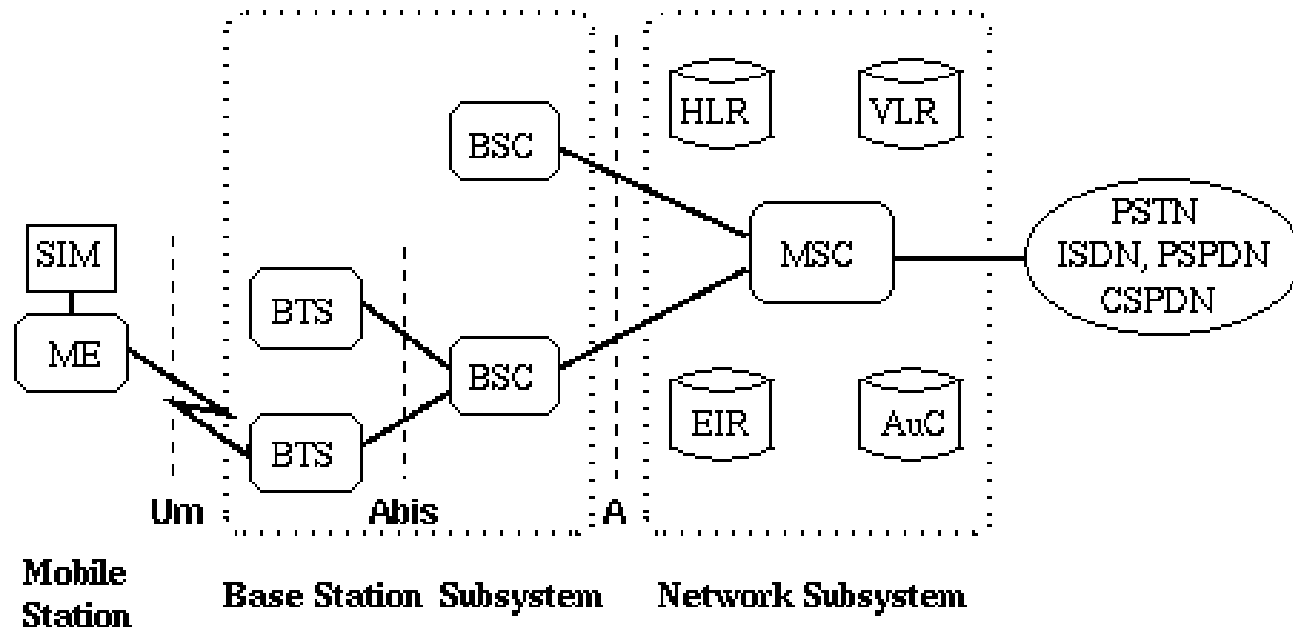 HLR
VLR
BSC
SIM
ME
BTS
BSC
BTS
MSC
PSTN
ISDN, PSPDN
CSPDN
EIR
AuC
Um
Abis
A
Mobile
Station
Base Station Subsystem
Network Subsystem